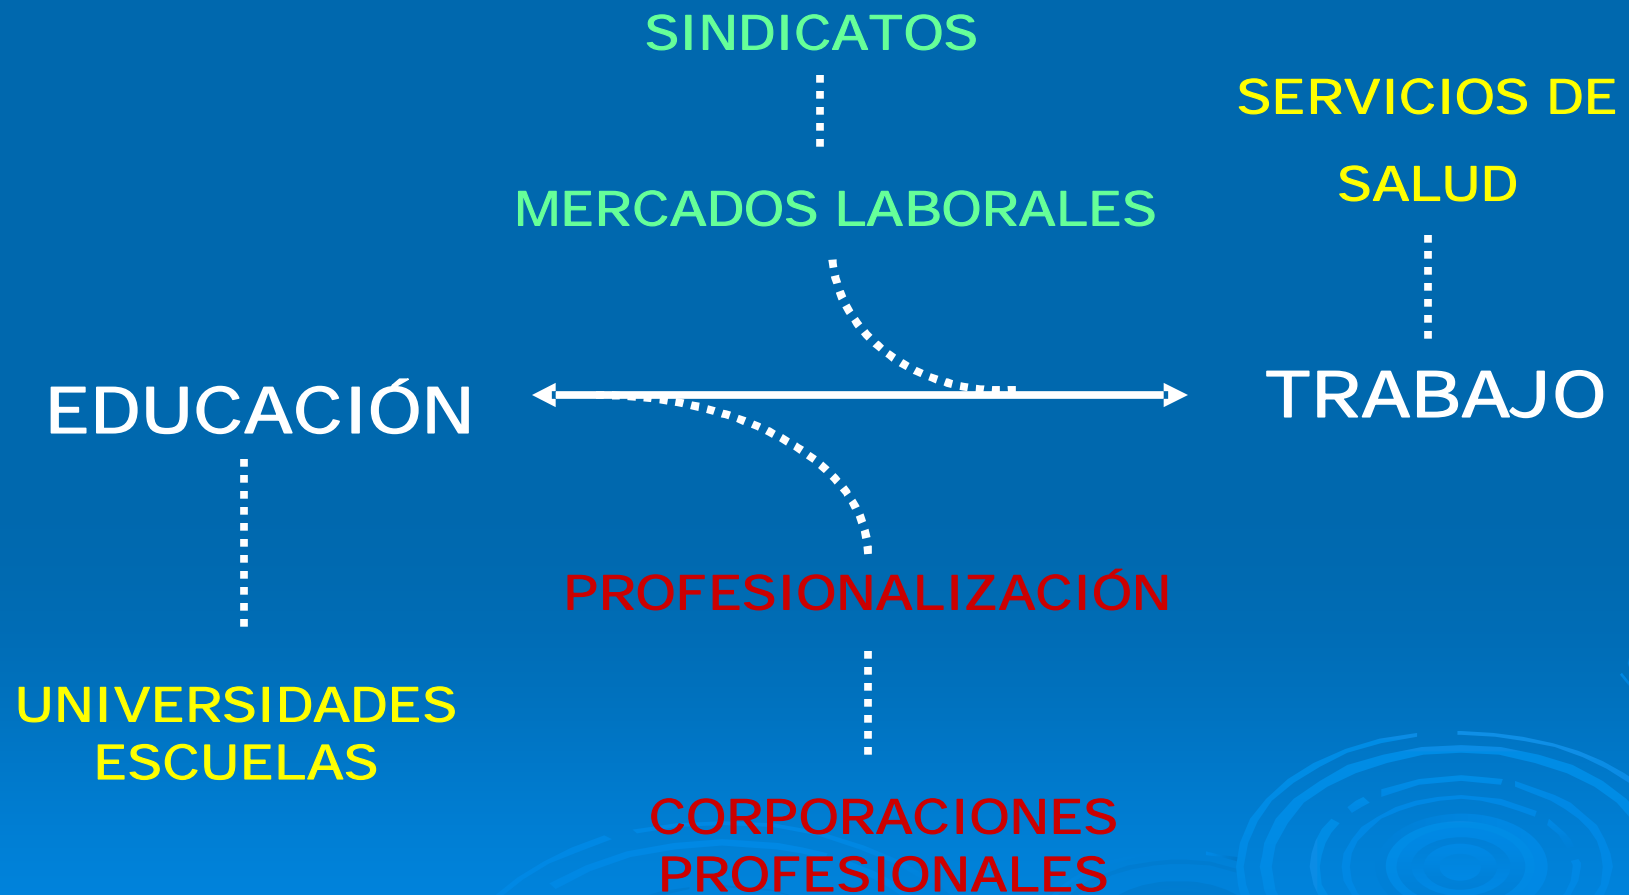 SINDICATOS
SERVICIOS DE
SALUD
MERCADOS LABORALES
EDUCACIÓN
TRABAJO
PROFESIONALIZACIÓN
UNIVERSIDADES
ESCUELAS
CORPORACIONES
PROFESIONALES